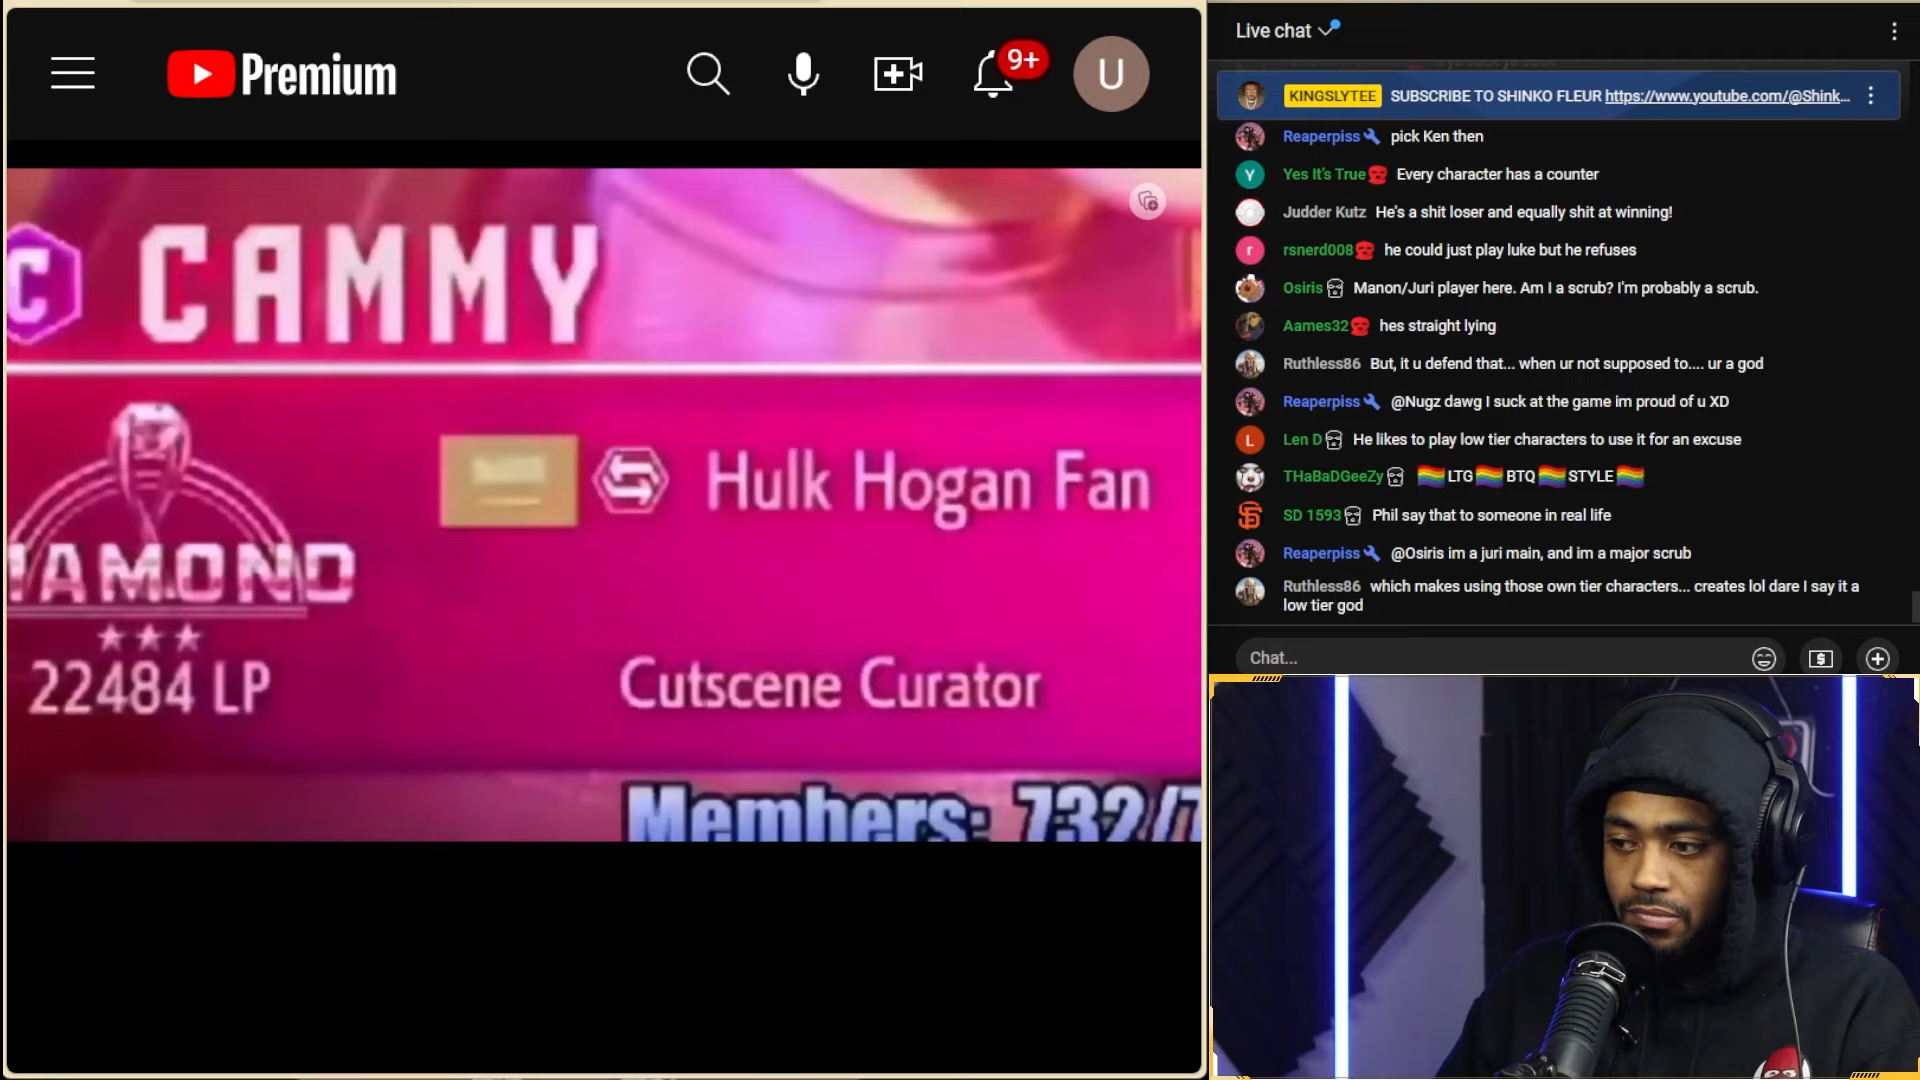 Premium
9+
U
C CAMMY
Hulk Hogan Fan
IAMOND
22484 LP
Cutscene Curator
Members: 732/7
Live chat
KINGSLYTEE SUBSCRIBE TO SHINKO FLEUR https://www.youtube.com/@Shink...
Reaperpiss pick Ken then
Y Yes It's True Every character has a counter
Judder Kutz He's a shit loser and equally shit at winning!
r rsnerd008 he could just play luke but he refuses
Osiris Manon/Juri player here. Am I a scrub? I'm probably a scrub.
Aames32 hes straight lying
Ruthless86 But, it u defend that... when ur not supposed to.... ur a god
Reaperpiss @Nugz dawg I suck at the game im proud of u XD
L Len D He likes to play low tier characters to use it for an excuse
THaBaDGeeZy LTG BTQ STYLE
SF SD 1593 Phil say that to someone in real life
Reaperpiss @Osiris im a juri main, and im a major scrub
Ruthless86 which makes using those own tier characters... creates lol dare I say it a
low tier god
Chat...